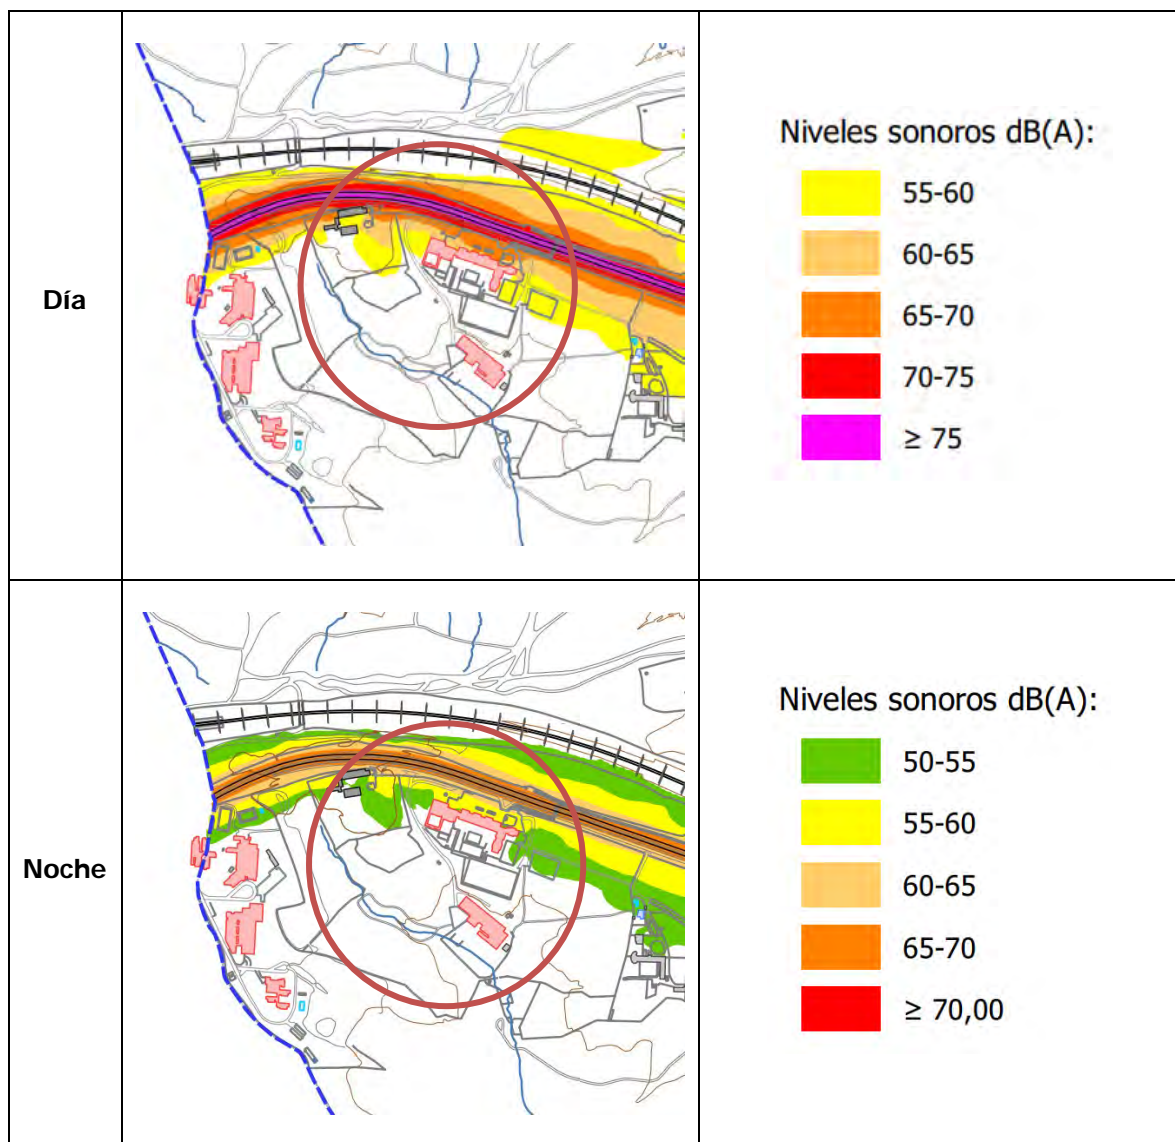 Día
Niveles sonoros dB(A):
55-60
60-65
65-70
70-75
≥ 75
Noche
Niveles sonoros dB(A):
50-55
55-60
60-65
65-70
≥ 70,00